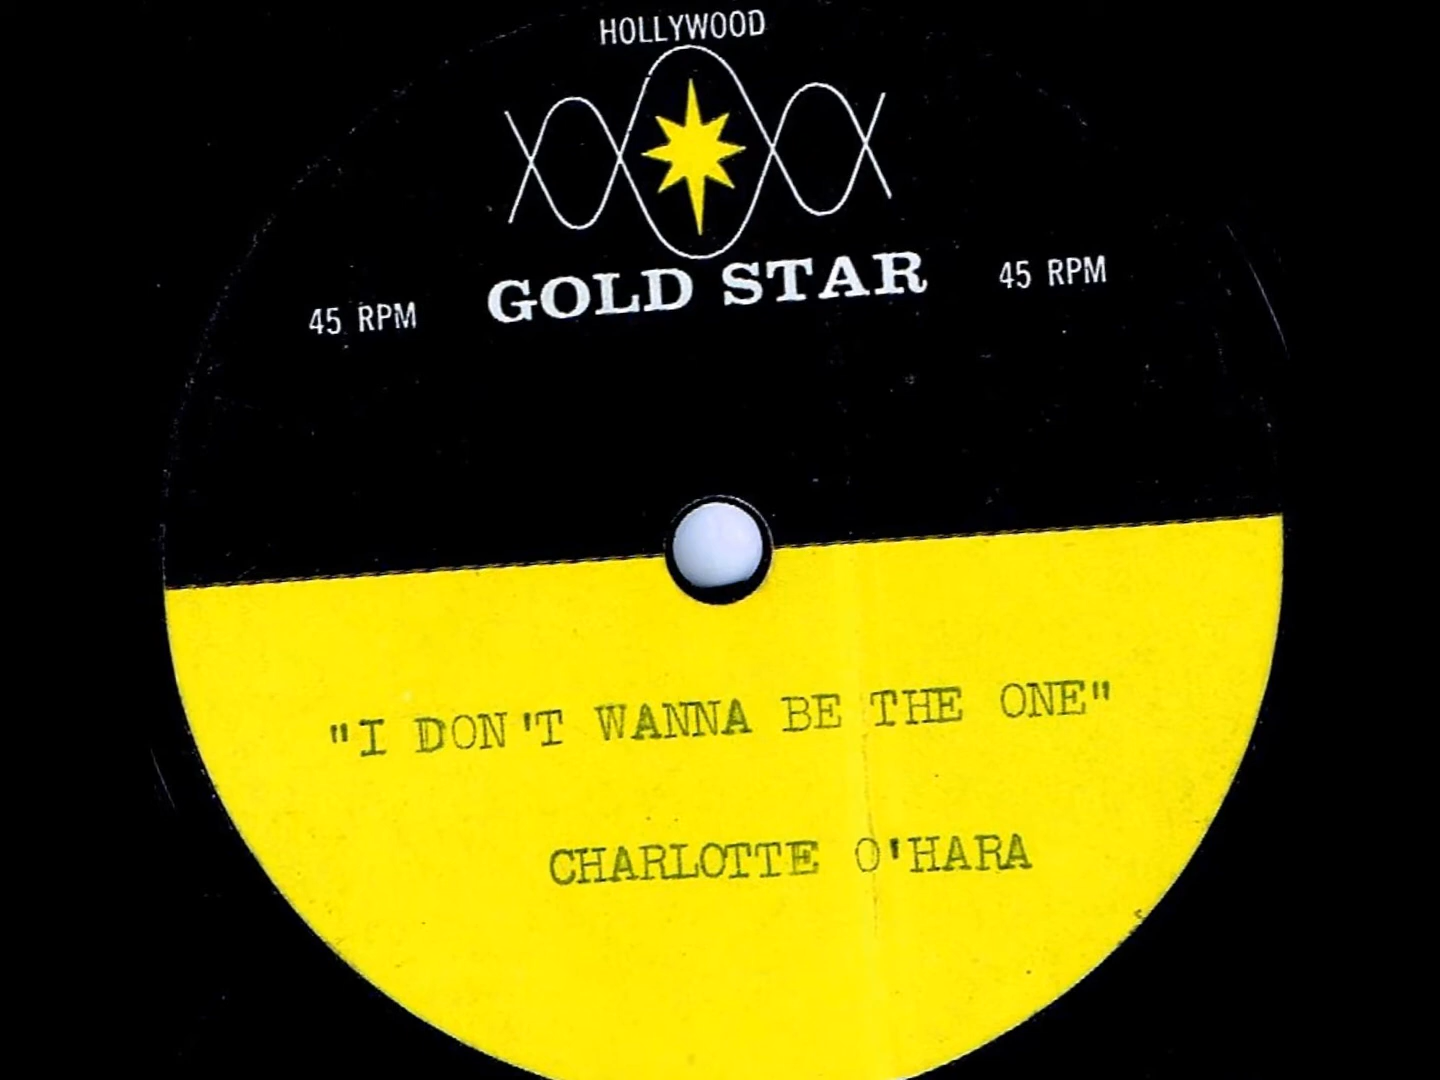 HOLLYWOOD
GOLD STAR
45 RPM 45 RPM
"I DON'T WANNA BE THE ONE"
CHARLOTTE O'HARA